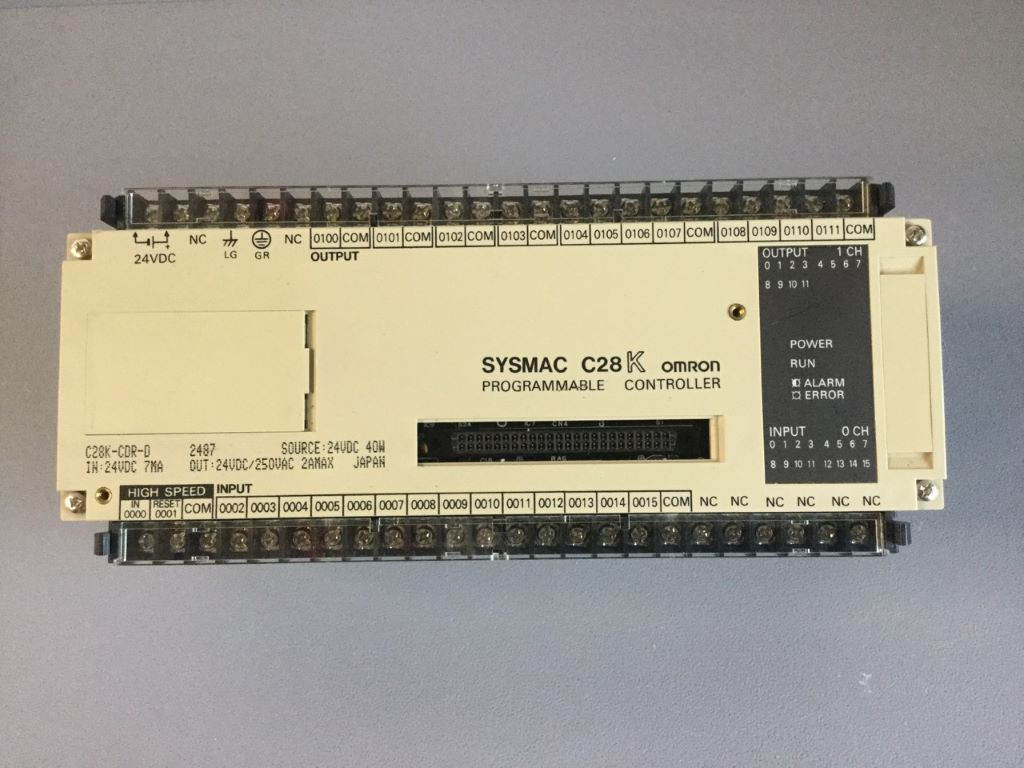 24VDC NC LG GR NC 0100 COM 0101 COM 0102 COM 0103 COM 0104 0105 0106 0107 COM 0108 0109 0110 0111 COM
OUTPUT
OUTPUT 1 CH
0 1 2 3 4 5 6 7
8 9 10 11
POWER
RUN
ALARM
ERROR
SYSMAC C28K omron
PROGRAMMABLE CONTROLLER
INPUT 0 CH
0 1 2 3 4 5 6 7
8 9 10 11 12 13 14 15
C28K-CDR-D 2487 SOURCE:24VDC 40W
IN:24VDC 7MA OUT:24VDC/250VAC 2AMAX JAPAN
CN4
HIGH SPEED INPUT
IN 0000 RESET 0001 COM 0002 0003 0004 0005 0006 0007 0008 0009 0010 0011 0012 0013 0014 0015 COM NC NC NC NC NC